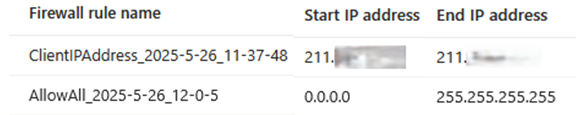 Firewall rule name Start IP address End IP address
ClientIPAddress_2025-5-26_11-37-48 211. 211.
AllowAll_2025-5-26_12-0-5 0.0.0.0 255.255.255.255